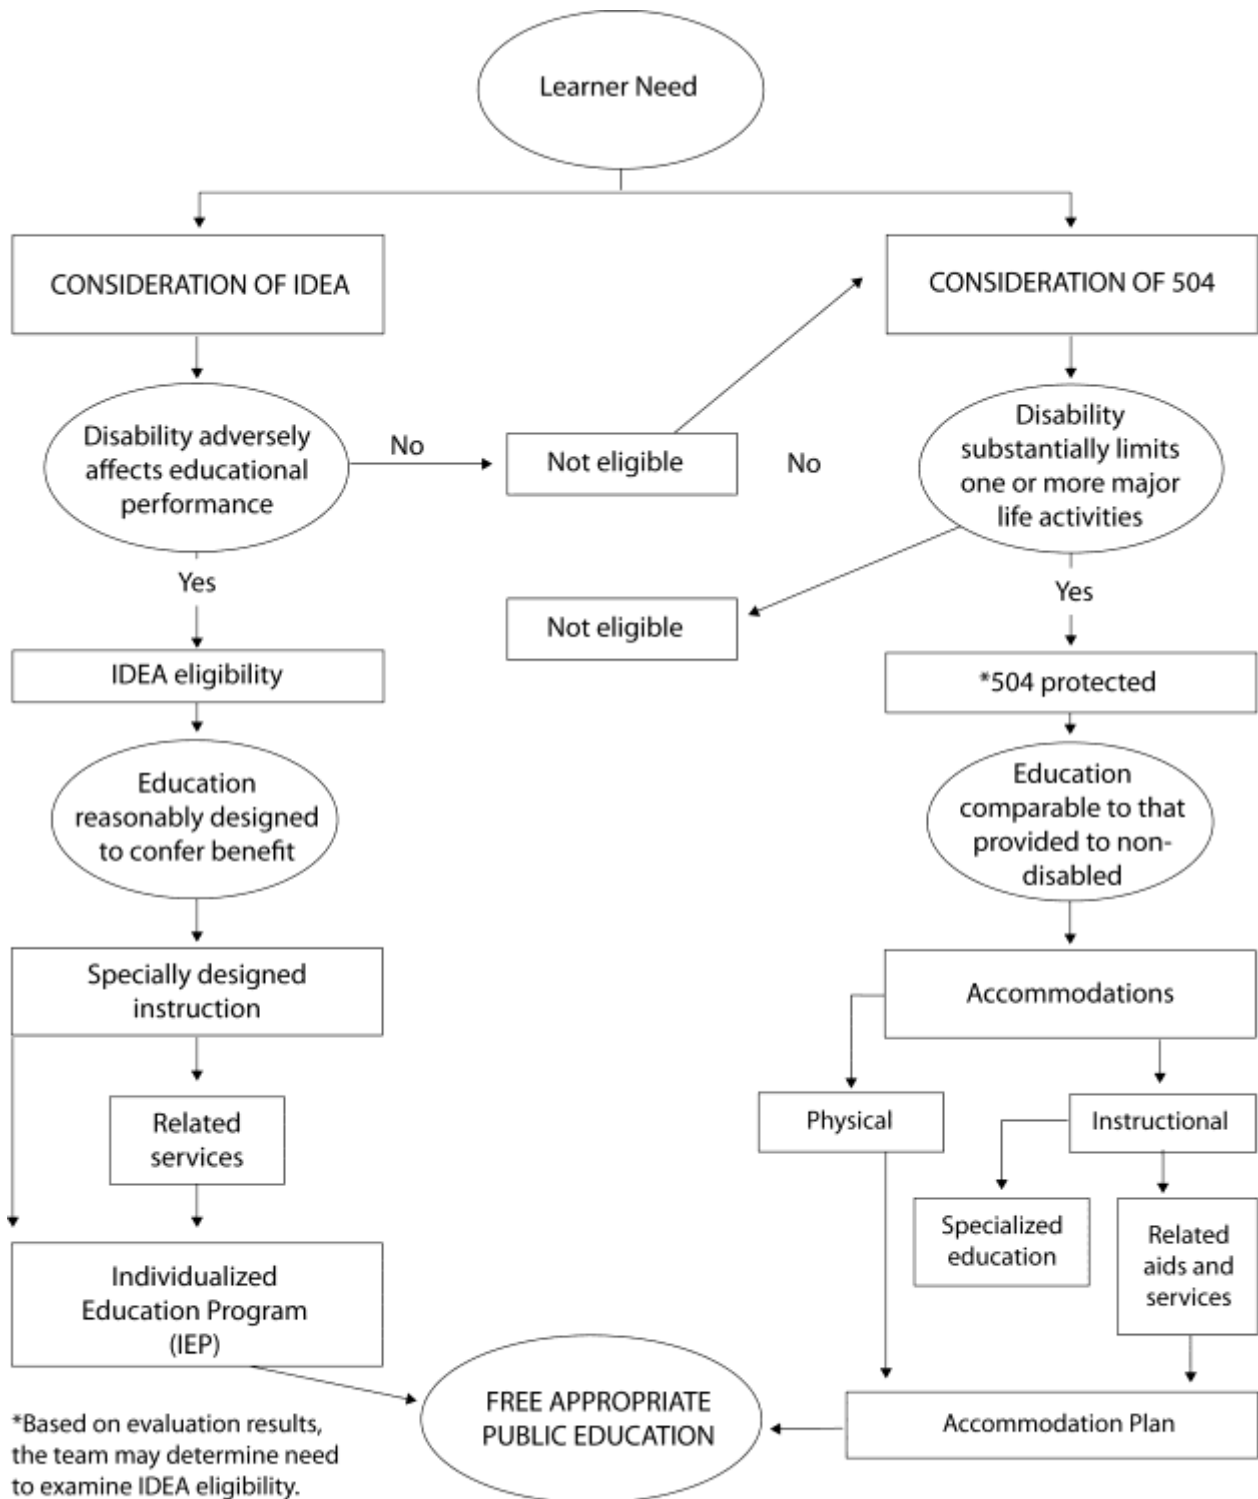 Learner Need
CONSIDERATION OF IDEA
CONSIDERATION OF 504
Disability adversely
affects educational
performance
No
Not eligible
No
Disability
substantially limits
one or more major
life activities
Yes
Not eligible
Yes
IDEA eligibility
*504 protected
Education
reasonably designed
to confer benefit
Education
comparable to that
provided to non-
disabled
Specially designed
instruction
Accommodations
Related
services
Physical
Instructional
Specialized
education
Related
aids and
services
Individualized
Education Program
(IEP)
FREE APPROPRIATE
PUBLIC EDUCATION
Accommodation Plan
*Based on evaluation results,
the team may determine need
to examine IDEA eligibility.